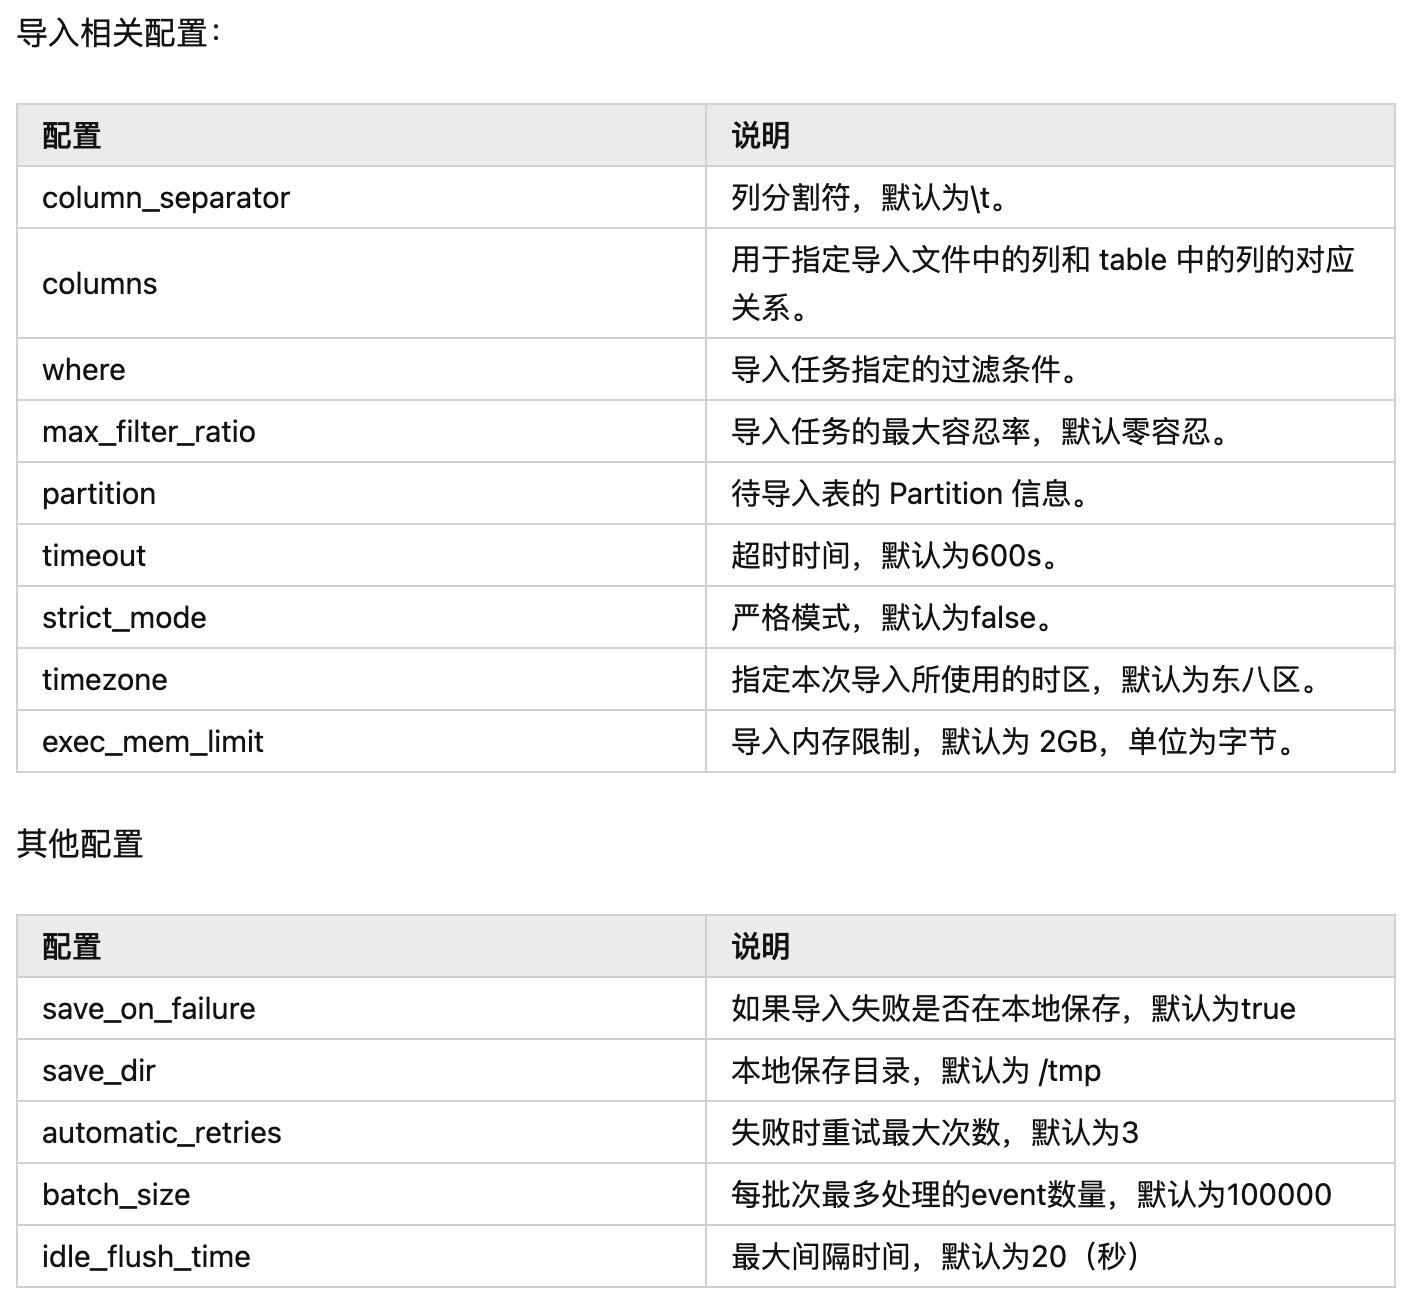 导入相关配置：
配置 说明
column_separator 列分割符，默认为\t。
columns 用于指定导入文件中的列和 table 中的列的对应
关系。
where 导入任务指定的过滤条件。
max_filter_ratio 导入任务的最大容忍率，默认零容忍。
partition 待导入表的 Partition 信息。
timeout 超时时间，默认为600s。
strict_mode 严格模式，默认为false。
timezone 指定本次导入所使用的时区，默认为东八区。
exec_mem_limit 导入内存限制，默认为 2GB，单位为字节。
其他配置
配置 说明
save_on_failure 如果导入失败是否在本地保存，默认为true
save_dir 本地保存目录，默认为 /tmp
automatic_retries 失败时重试最大次数，默认为3
batch_size 每批次最多处理的event数量，默认为100000
idle_flush_time 最大间隔时间，默认为20（秒）